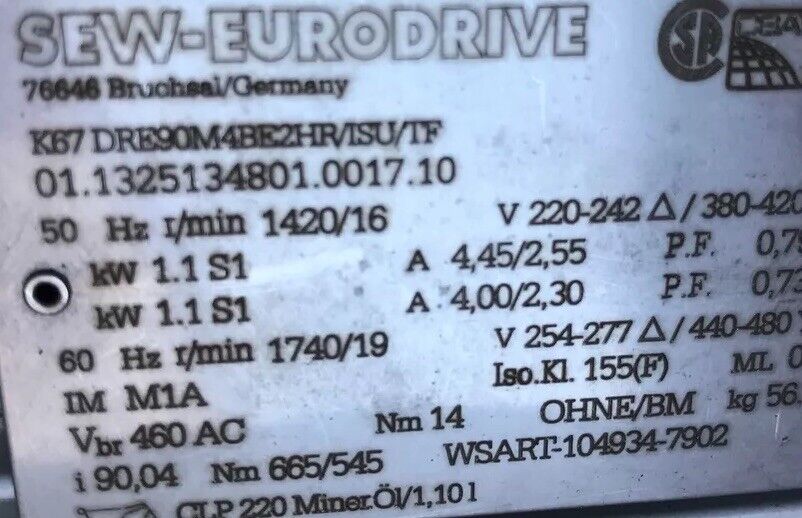 SEW-EURODRIVE
76646 Bruchsal/Germany
K67 DRE90M4BE2HR/ISU/TF
01.1325134801.0017.10
50 Hz r/min 1420/16 V 220-242 Δ / 380-420
kW 1.1 S1 A 4,45/2,55 P.F.
kW 1.1 S1 A 4,00/2,30 P.F. 0,73
60 Hz r/min 1740/19 V 254-277 Δ / 440-480
IM M1A Iso.Kl. 155(F) ML
Vbr 460 AC Nm 14 OHNE/BM kg 56.
i 90,04 Nm 665/545 WSART-104934-7902
CLP 220 Miner.Öl/1,10 l